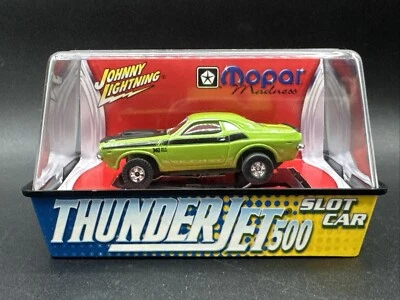 JOHNNY
LIGHTNING
Mopar
Madness
THUNDERJET 500
SLOT
CAR